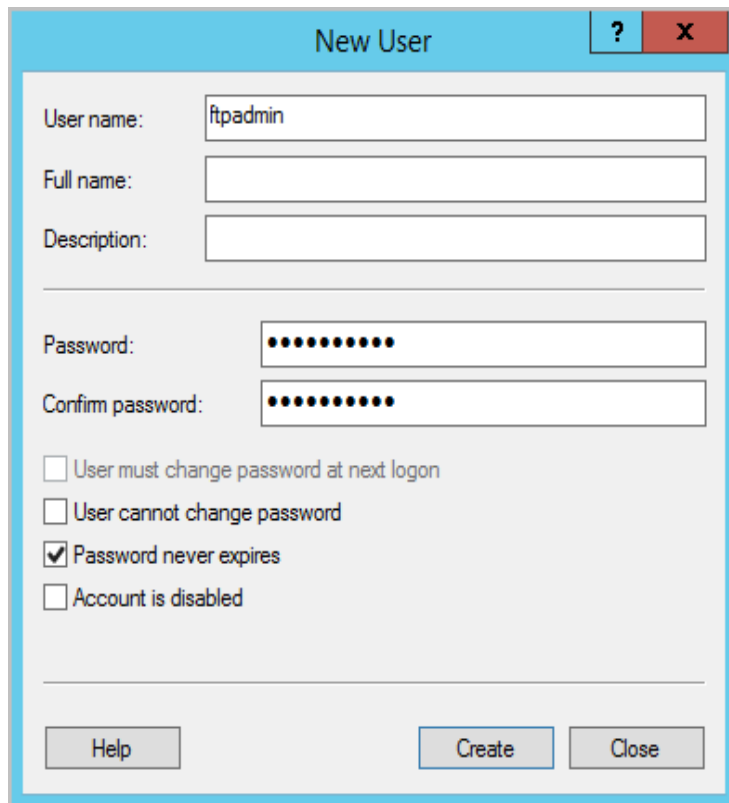 New User
?
x
User name:
ftpadmin
Full name:
Description:
Password:
••••••••••
Confirm password:
••••••••••
User must change password at next logon
User cannot change password
Password never expires
Account is disabled
Help
Create
Close